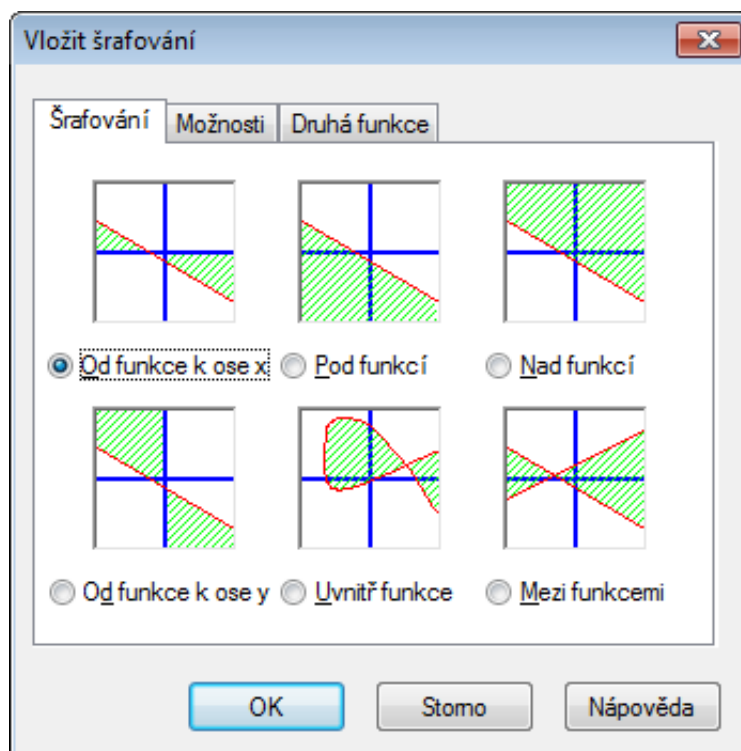 Vložit šrafování
Šrafování Možnosti Druhá funkce
Od funkce k ose x Pod funkcí Nad funkcí
Od funkce k ose y Uvnitř funkce Mezi funkcemi
OK Storno Nápověda